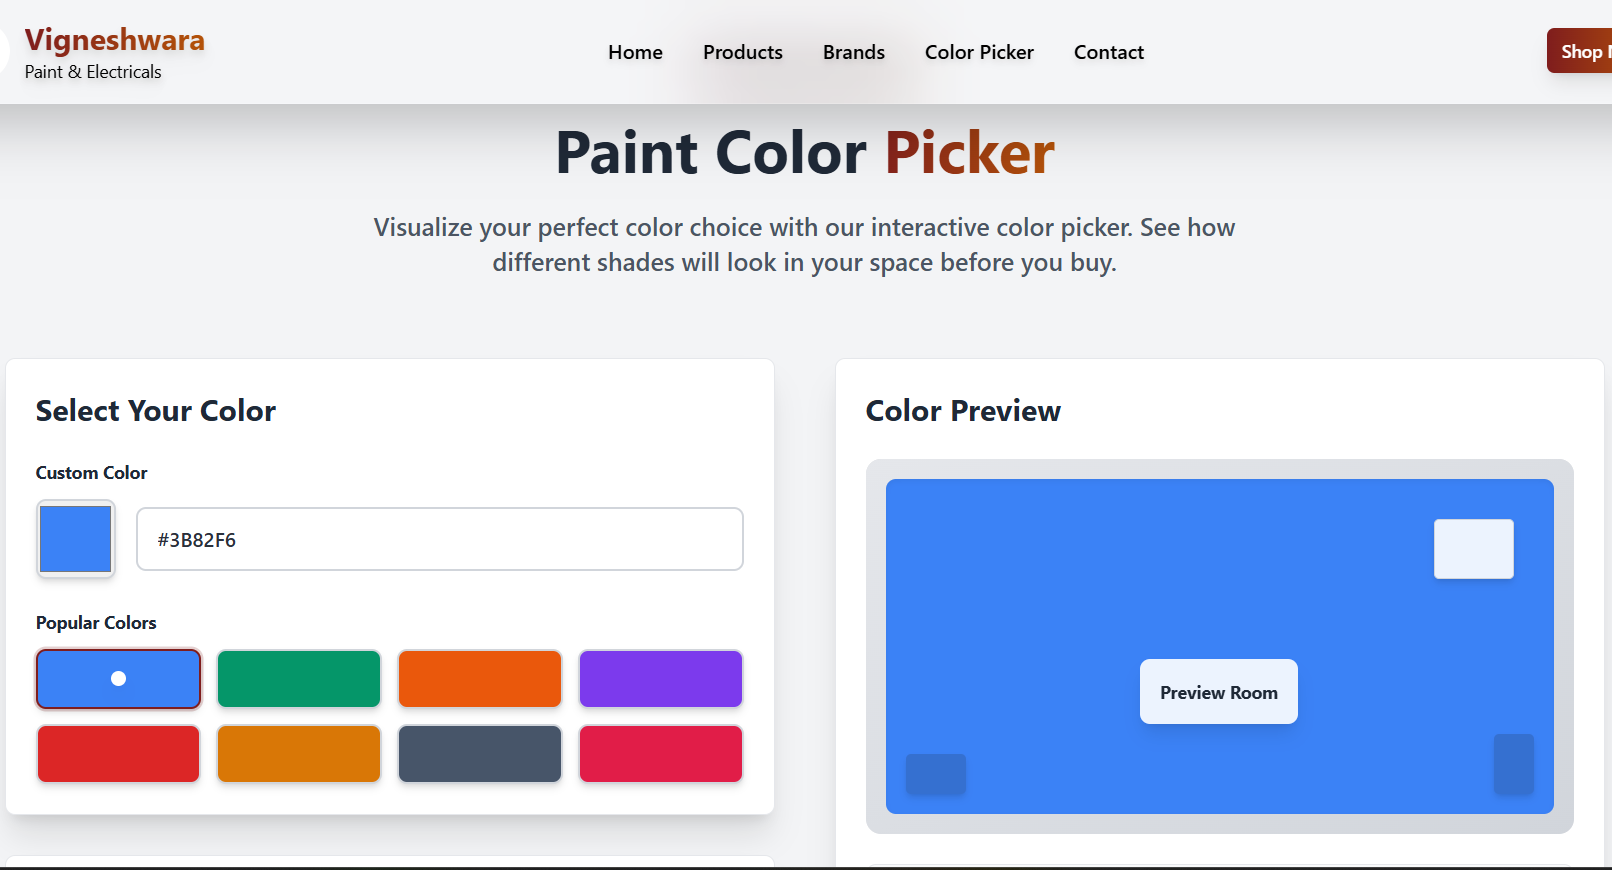 Vigneshwara
Paint & Electricals
Home
Products
Brands
Color Picker
Contact
Shop
Paint Color Picker
Visualize your perfect color choice with our interactive color picker. See how
different shades will look in your space before you buy.
Select Your Color
Custom Color
#3B82F6
Popular Colors
Color Preview
Preview Room